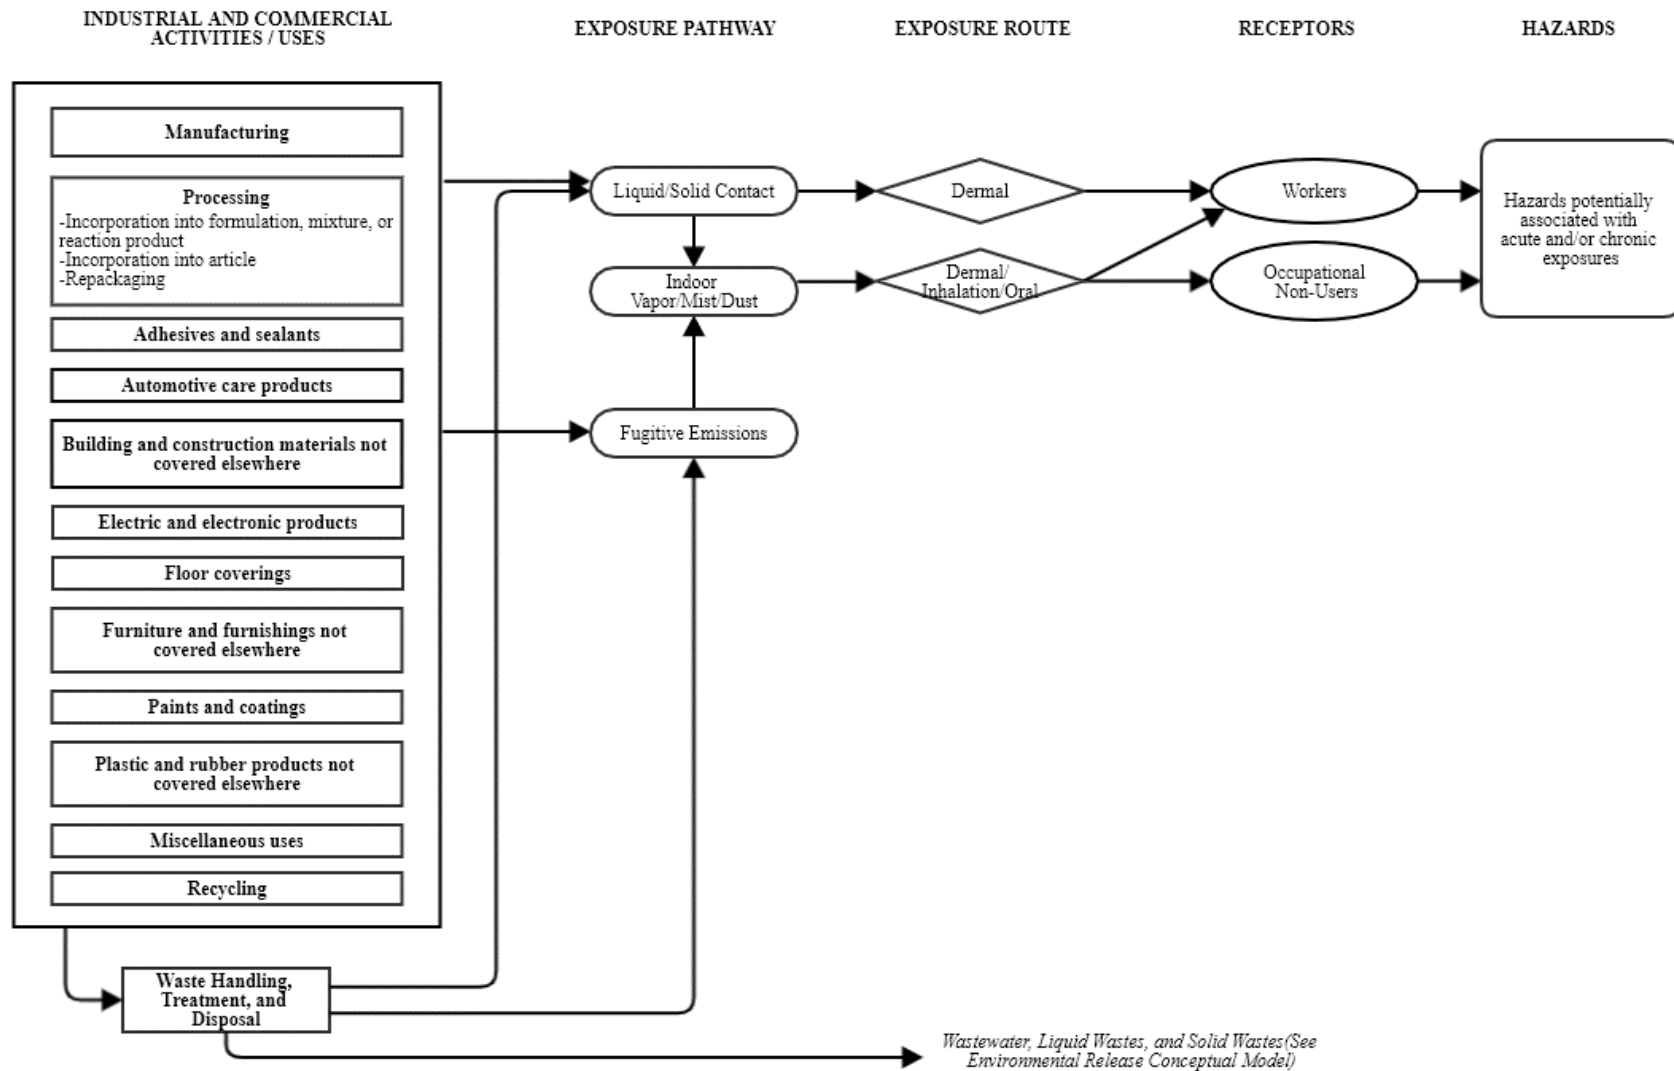 INDUSTRIAL AND COMMERCIAL
ACTIVITIES / USES
EXPOSURE PATHWAY
EXPOSURE ROUTE
RECEPTORS
HAZARDS
Manufacturing
Processing
-Incorporation into formulation, mixture, or
reaction product
-Incorporation into article
-Repackaging
Adhesives and sealants
Automotive care products
Building and construction materials not
covered elsewhere
Electric and electronic products
Floor coverings
Furniture and furnishings not
covered elsewhere
Paints and coatings
Plastic and rubber products not
covered elsewhere
Miscellaneous uses
Recycling
Waste Handling,
Treatment, and
Disposal
Liquid/Solid Contact
Indoor
Vapor/Mist/Dust
Fugitive Emissions
Dermal
Dermal/
Inhalation/Oral
Workers
Occupational
Non-Users
Hazards potentially
associated with
acute and/or chronic
exposures
Wastewater, Liquid Wastes, and Solid Wastes(See
Environmental Release Conceptual Model)